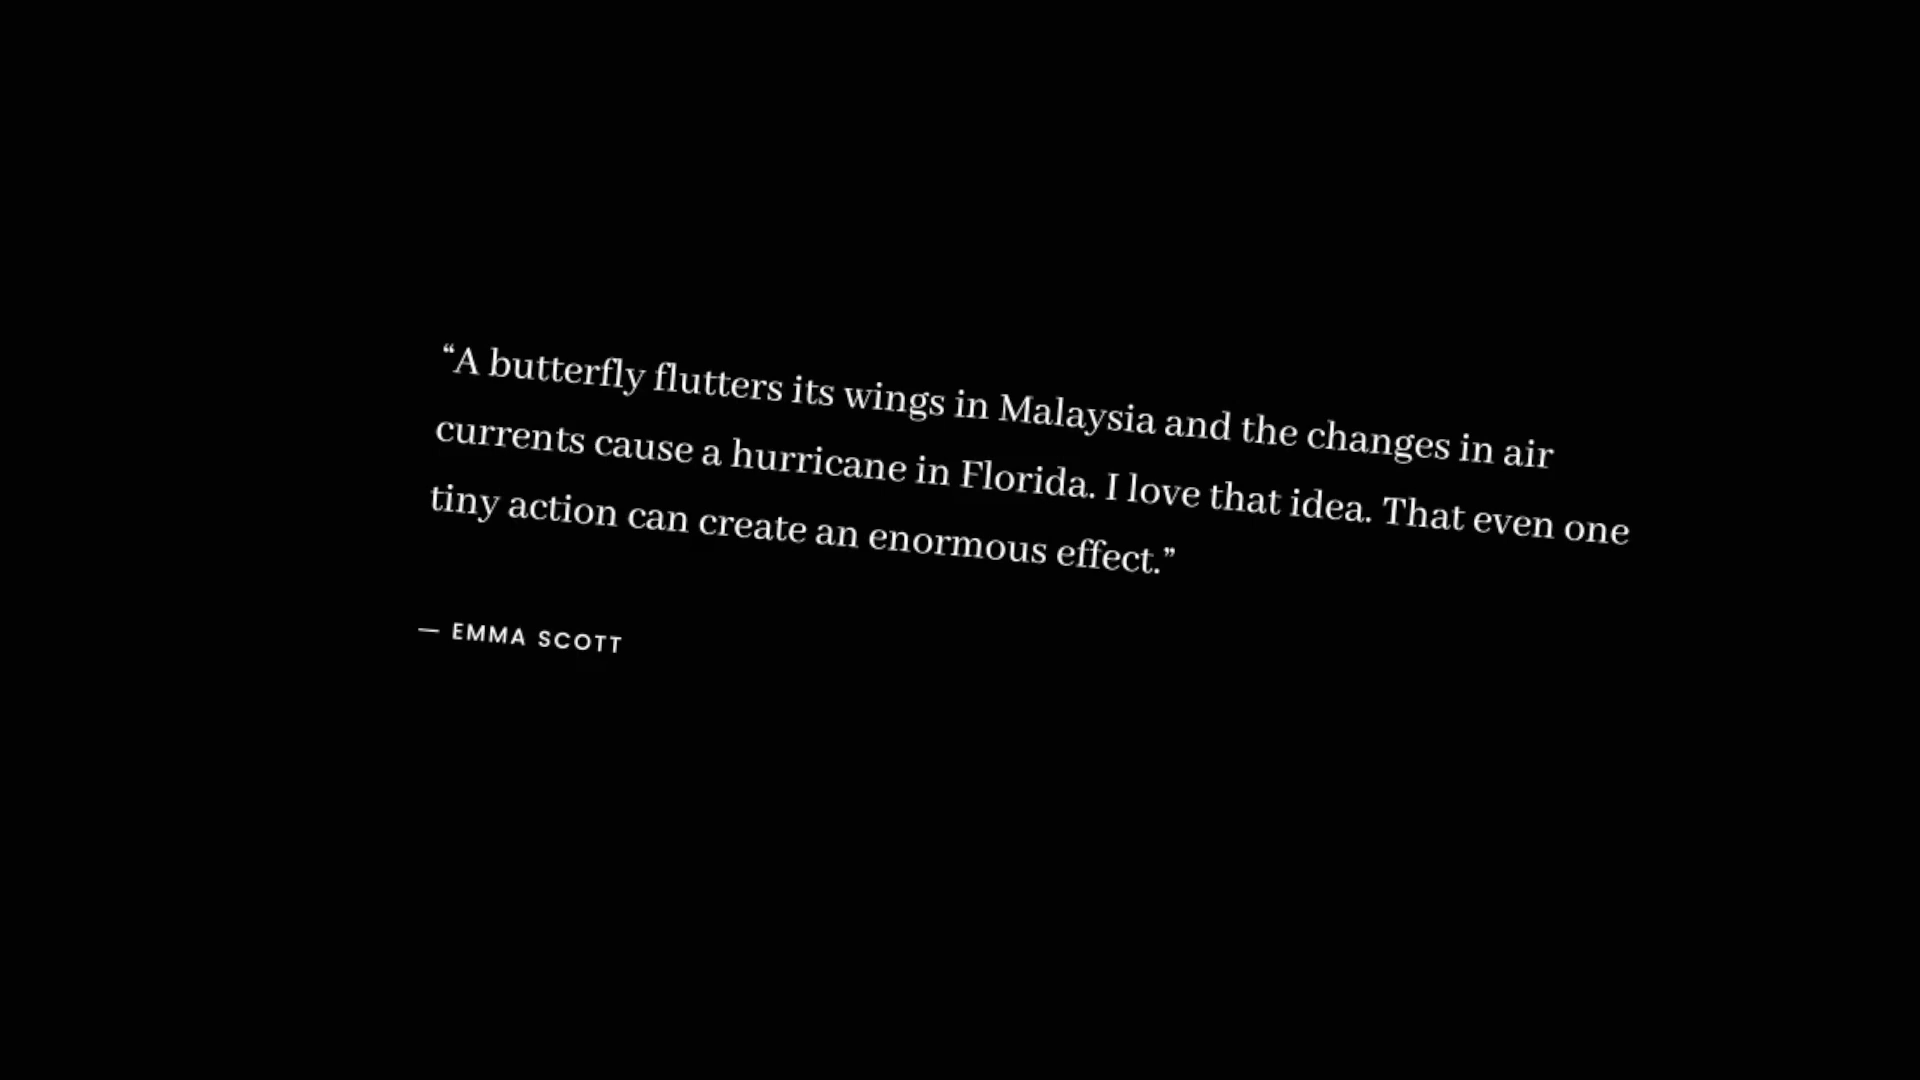 “A butterfly flutters its wings in Malaysia and the changes in air
currents cause a hurricane in Florida. I love that idea. That even one
tiny action can create an enormous effect.”
— EMMA SCOTT